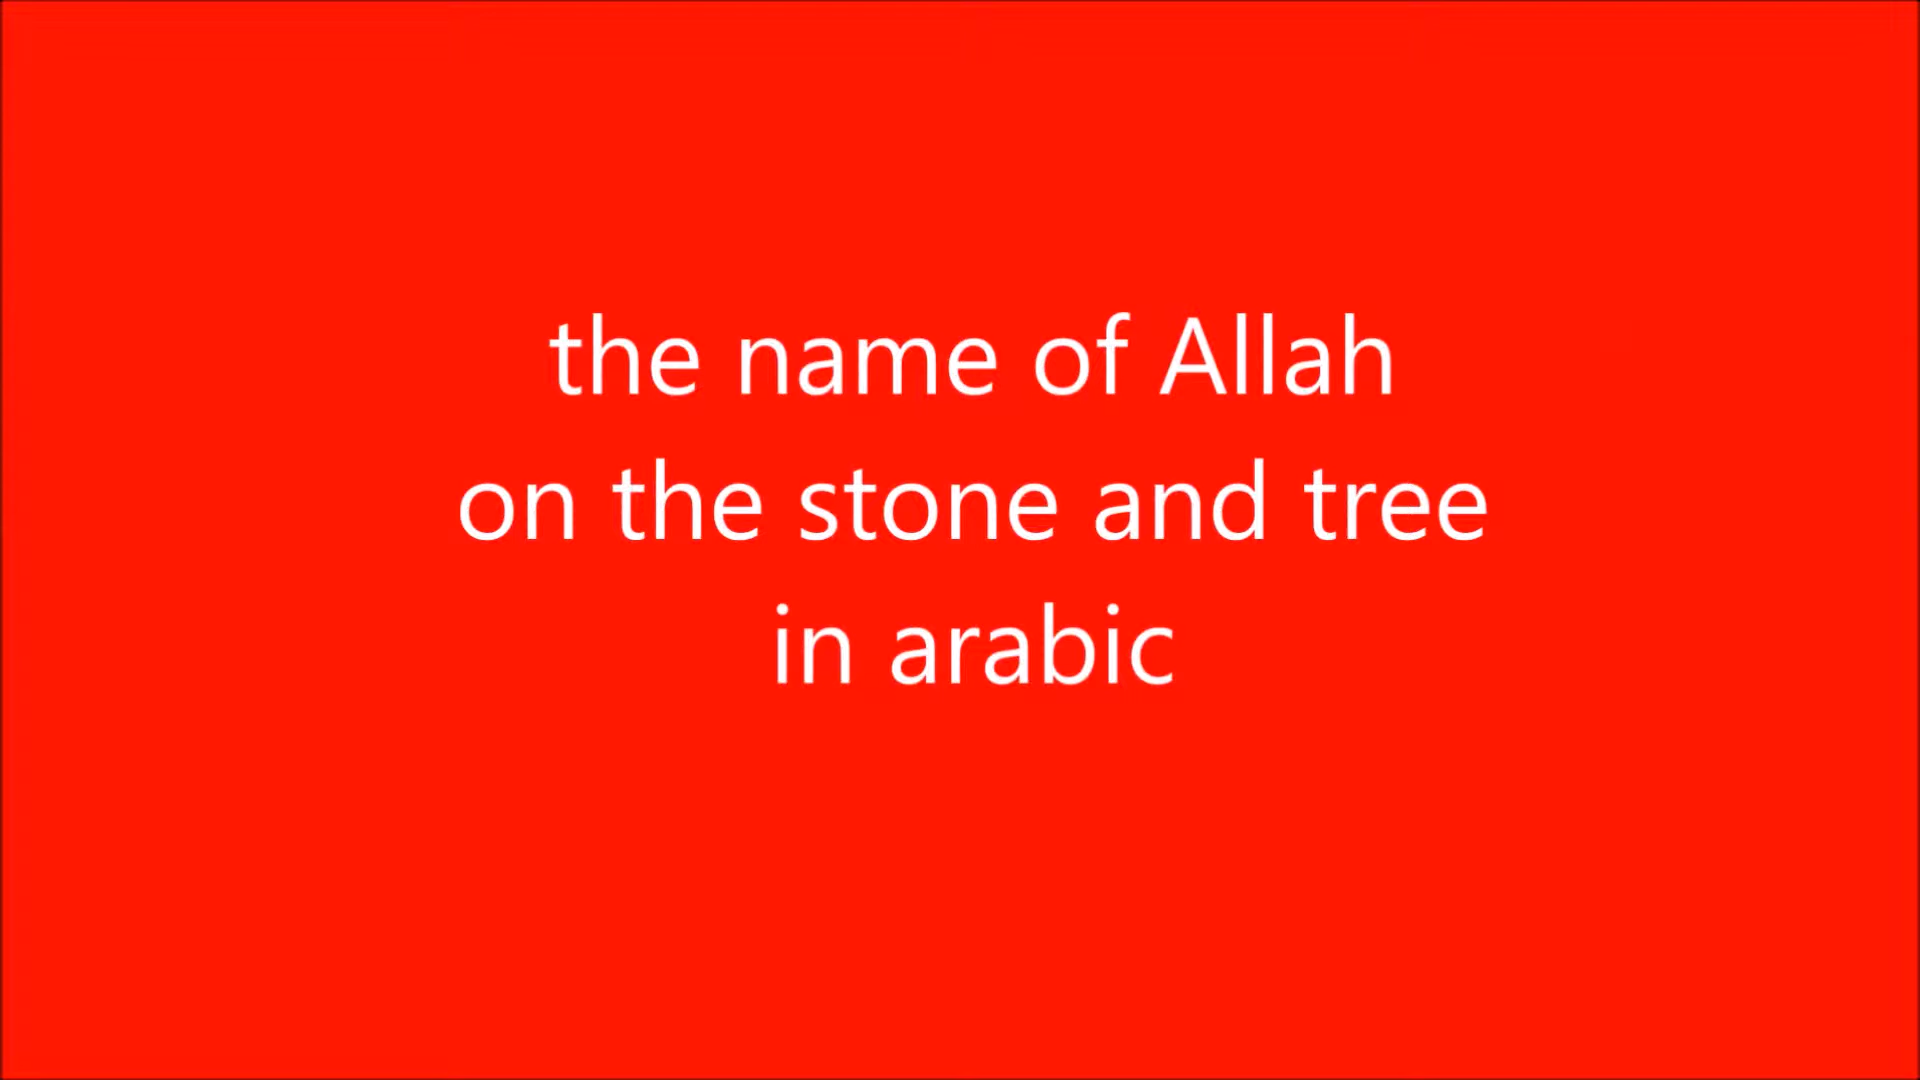 the name of Allah
on the stone and tree
in arabic